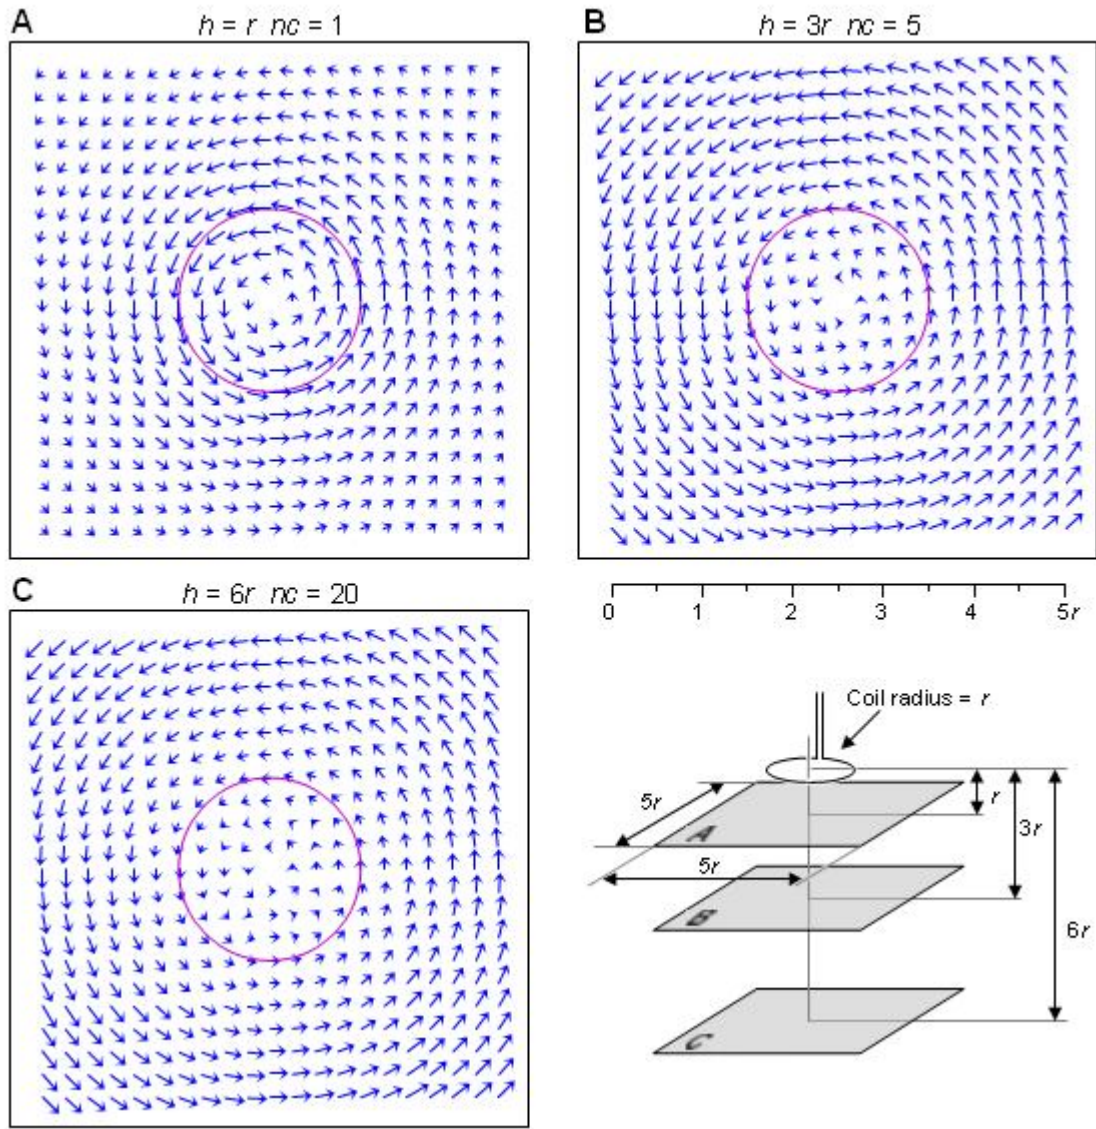 A
h = r nc = 1
B
h = 3r nc = 5
C
h = 6r nc = 20
0 1 2 3 4 5r
Coil radius = r
5r
r
A
3r
5r
B
6r
C